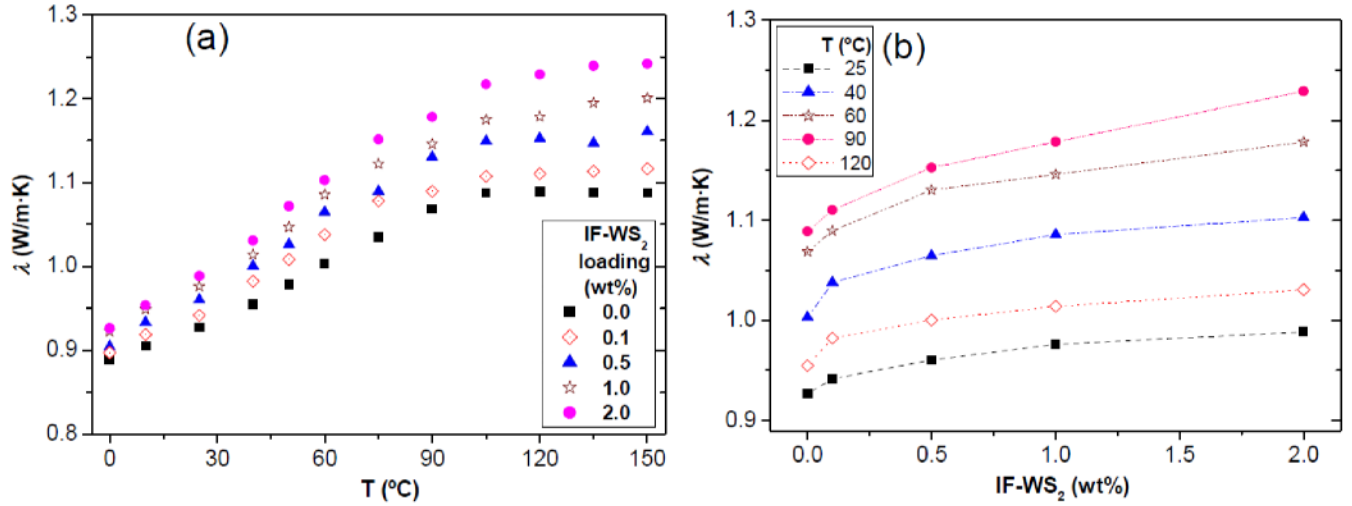 (a)
1.3
1.2
1.1
1.0
0.9
0.8
λ (W/m·K)
0 30 60 90 120 150
T (ºC)
IF-WS₂
loading
(wt%)
0.0
0.1
0.5
1.0
2.0
(b)
1.3
1.2
1.1
1.0
0.9
λ (W/m·K)
0.0 0.5 1.0 1.5 2.0
IF-WS₂ (wt%)
T (ºC)
25
40
60
90
120